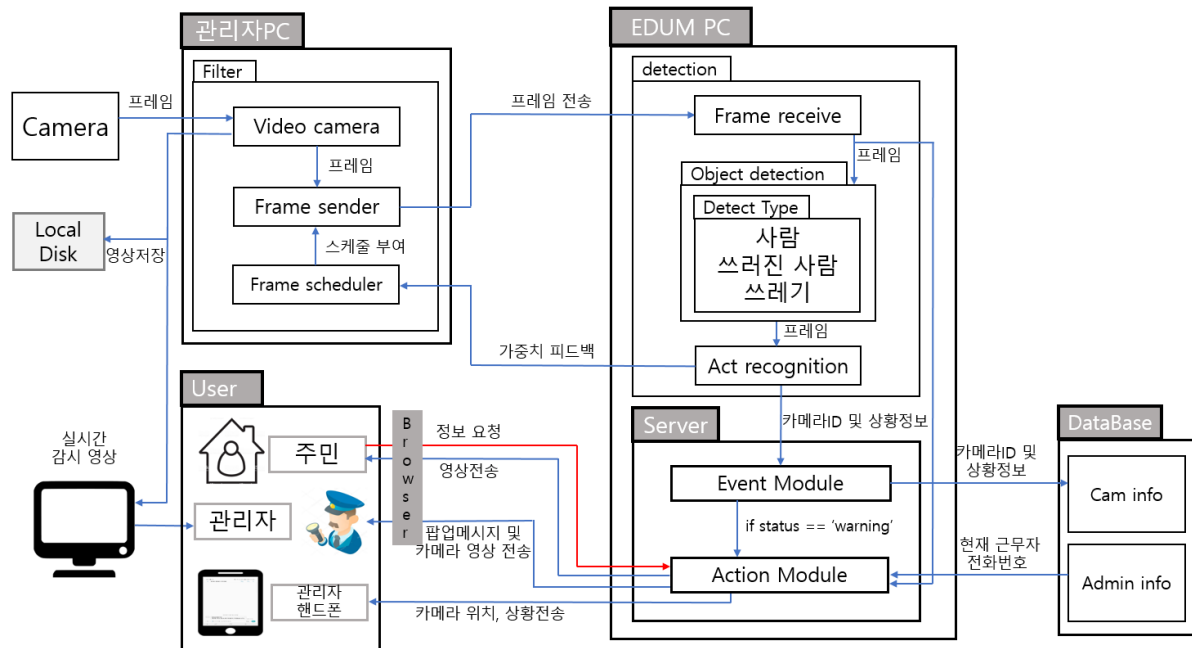 관리자PC
Filter
Camera
프레임
Video camera
프레임
Frame sender
스케줄 부여
Frame scheduler
Local
Disk
영상저장
프레임 전송
가중치 피드백
EDUM PC
detection
Frame receive
프레임
Object detection
Detect Type
사람
쓰러진 사람
쓰레기
프레임
Act recognition
카메라ID 및 상황정보
실시간
감시 영상
User
주민
관리자
관리자
핸드폰
Browser
정보 요청
영상전송
팝업메시지 및
카메라 영상 전송
카메라 위치, 상황전송
Server
Event Module
if status == ‘warning’
Action Module
카메라ID 및
상황정보
현재 근무자
전화번호
DataBase
Cam info
Admin info